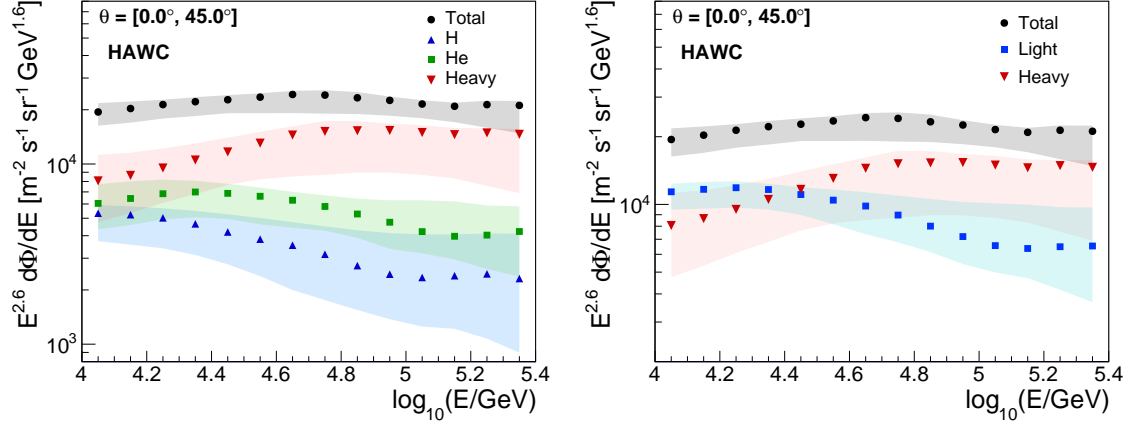 θ = [0.0°, 45.0°]
HAWC
Total
H
He
Heavy
E^2.6 dΦ/dE [m^-2 s^-1 sr^-1 GeV^1.6]
10^4
10^3
4 4.2 4.4 4.6 4.8 5 5.2 5.4
log_10(E/GeV)
θ = [0.0°, 45.0°]
HAWC
Total
Light
Heavy
E^2.6 dΦ/dE [m^-2 s^-1 sr^-1 GeV^1.6]
10^4
4 4.2 4.4 4.6 4.8 5 5.2 5.4
log_10(E/GeV)